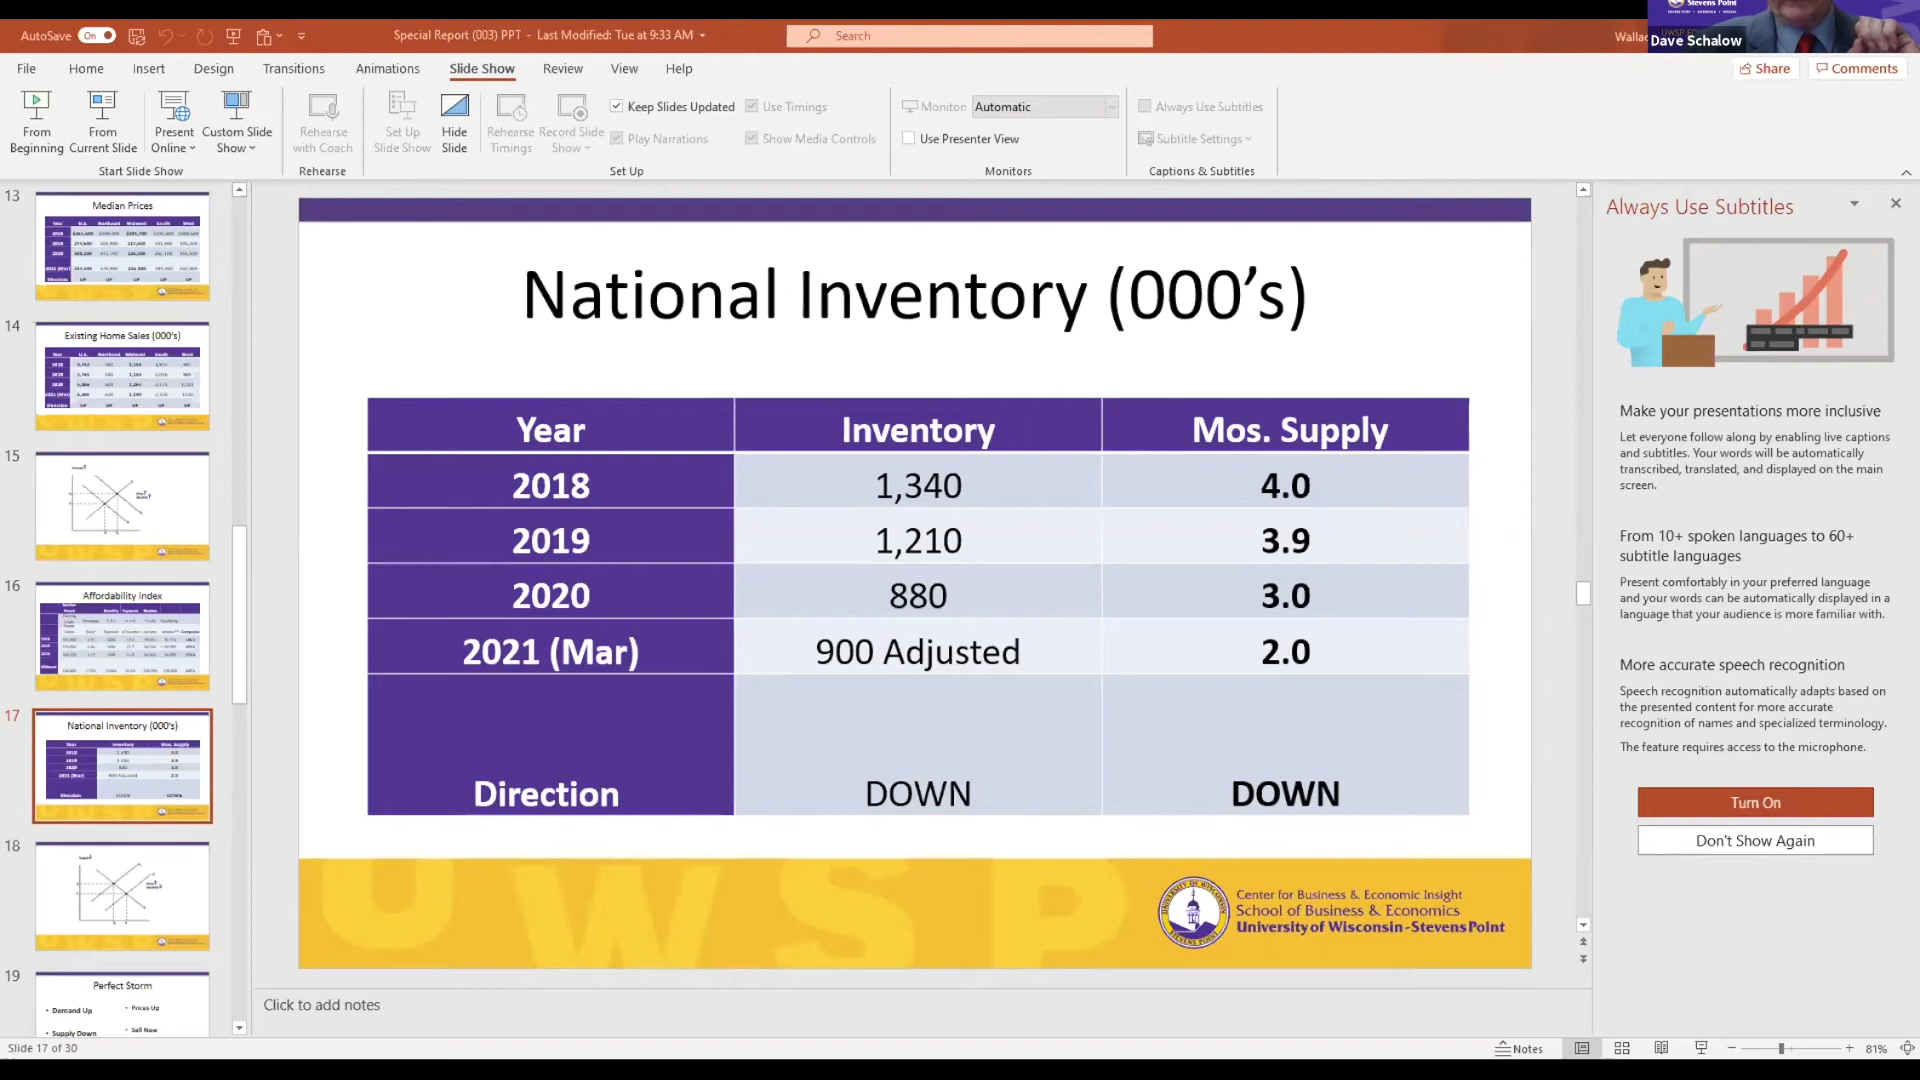 Stevens Point
Dave Schalow
AutoSave On
Special Report (003) PPT - Last Modified: Tue at 9:33 AM
Search
Wallac
File Home Insert Design Transitions Animations Slide Show Review View Help
Share Comments
From Beginning
From Current Slide
Present Online
Custom Slide Show
Rehearse with Coach
Set Up Slide Show
Hide Slide
Rehearse Timings
Record Slide Show
Keep Slides Updated
Use Timings
Play Narrations
Show Media Controls
Monitor: Automatic
Use Presenter View
Always Use Subtitles
Subtitle Settings
Start Slide Show
Rehearse
Set Up
Monitors
Captions & Subtitles
13
Median Prices
14
Existing Home Sales (000's)
15
16
Affordability Index
17
National Inventory (000's)
18
19
Perfect Storm
• Demand Up
• Prices Up
• Supply Down
• Sell Now
National Inventory (000’s)
Year Inventory Mos. Supply
2018 1,340 4.0
2019 1,210 3.9
2020 880 3.0
2021 (Mar) 900 Adjusted 2.0
Direction DOWN DOWN
UWSP
UNIVERSITY OF WISCONSIN
STEVENS POINT
Center for Business & Economic Insight
School of Business & Economics
University of Wisconsin-Stevens Point
Click to add notes
Always Use Subtitles
Make your presentations more inclusive
Let everyone follow along by enabling live captions
and subtitles. Your words will be automatically
transcribed, translated, and displayed on the main
screen.
From 10+ spoken languages to 60+
subtitle languages
Present comfortably in your preferred language
and your words can be automatically displayed in a
language that your audience is more familiar with.
More accurate speech recognition
Speech recognition automatically adapts based on
the presented content for more accurate
recognition of names and specialized terminology.
The feature requires access to the microphone.
Turn On
Don't Show Again
Slide 17 of 30
Notes
81%